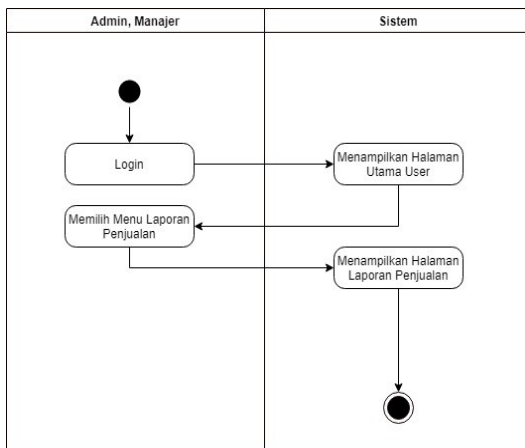 Admin, Manajer
Sistem
Login
Menampilkan Halaman
Utama User
Memilih Menu Laporan
Penjualan
Menampilkan Halaman
Laporan Penjualan